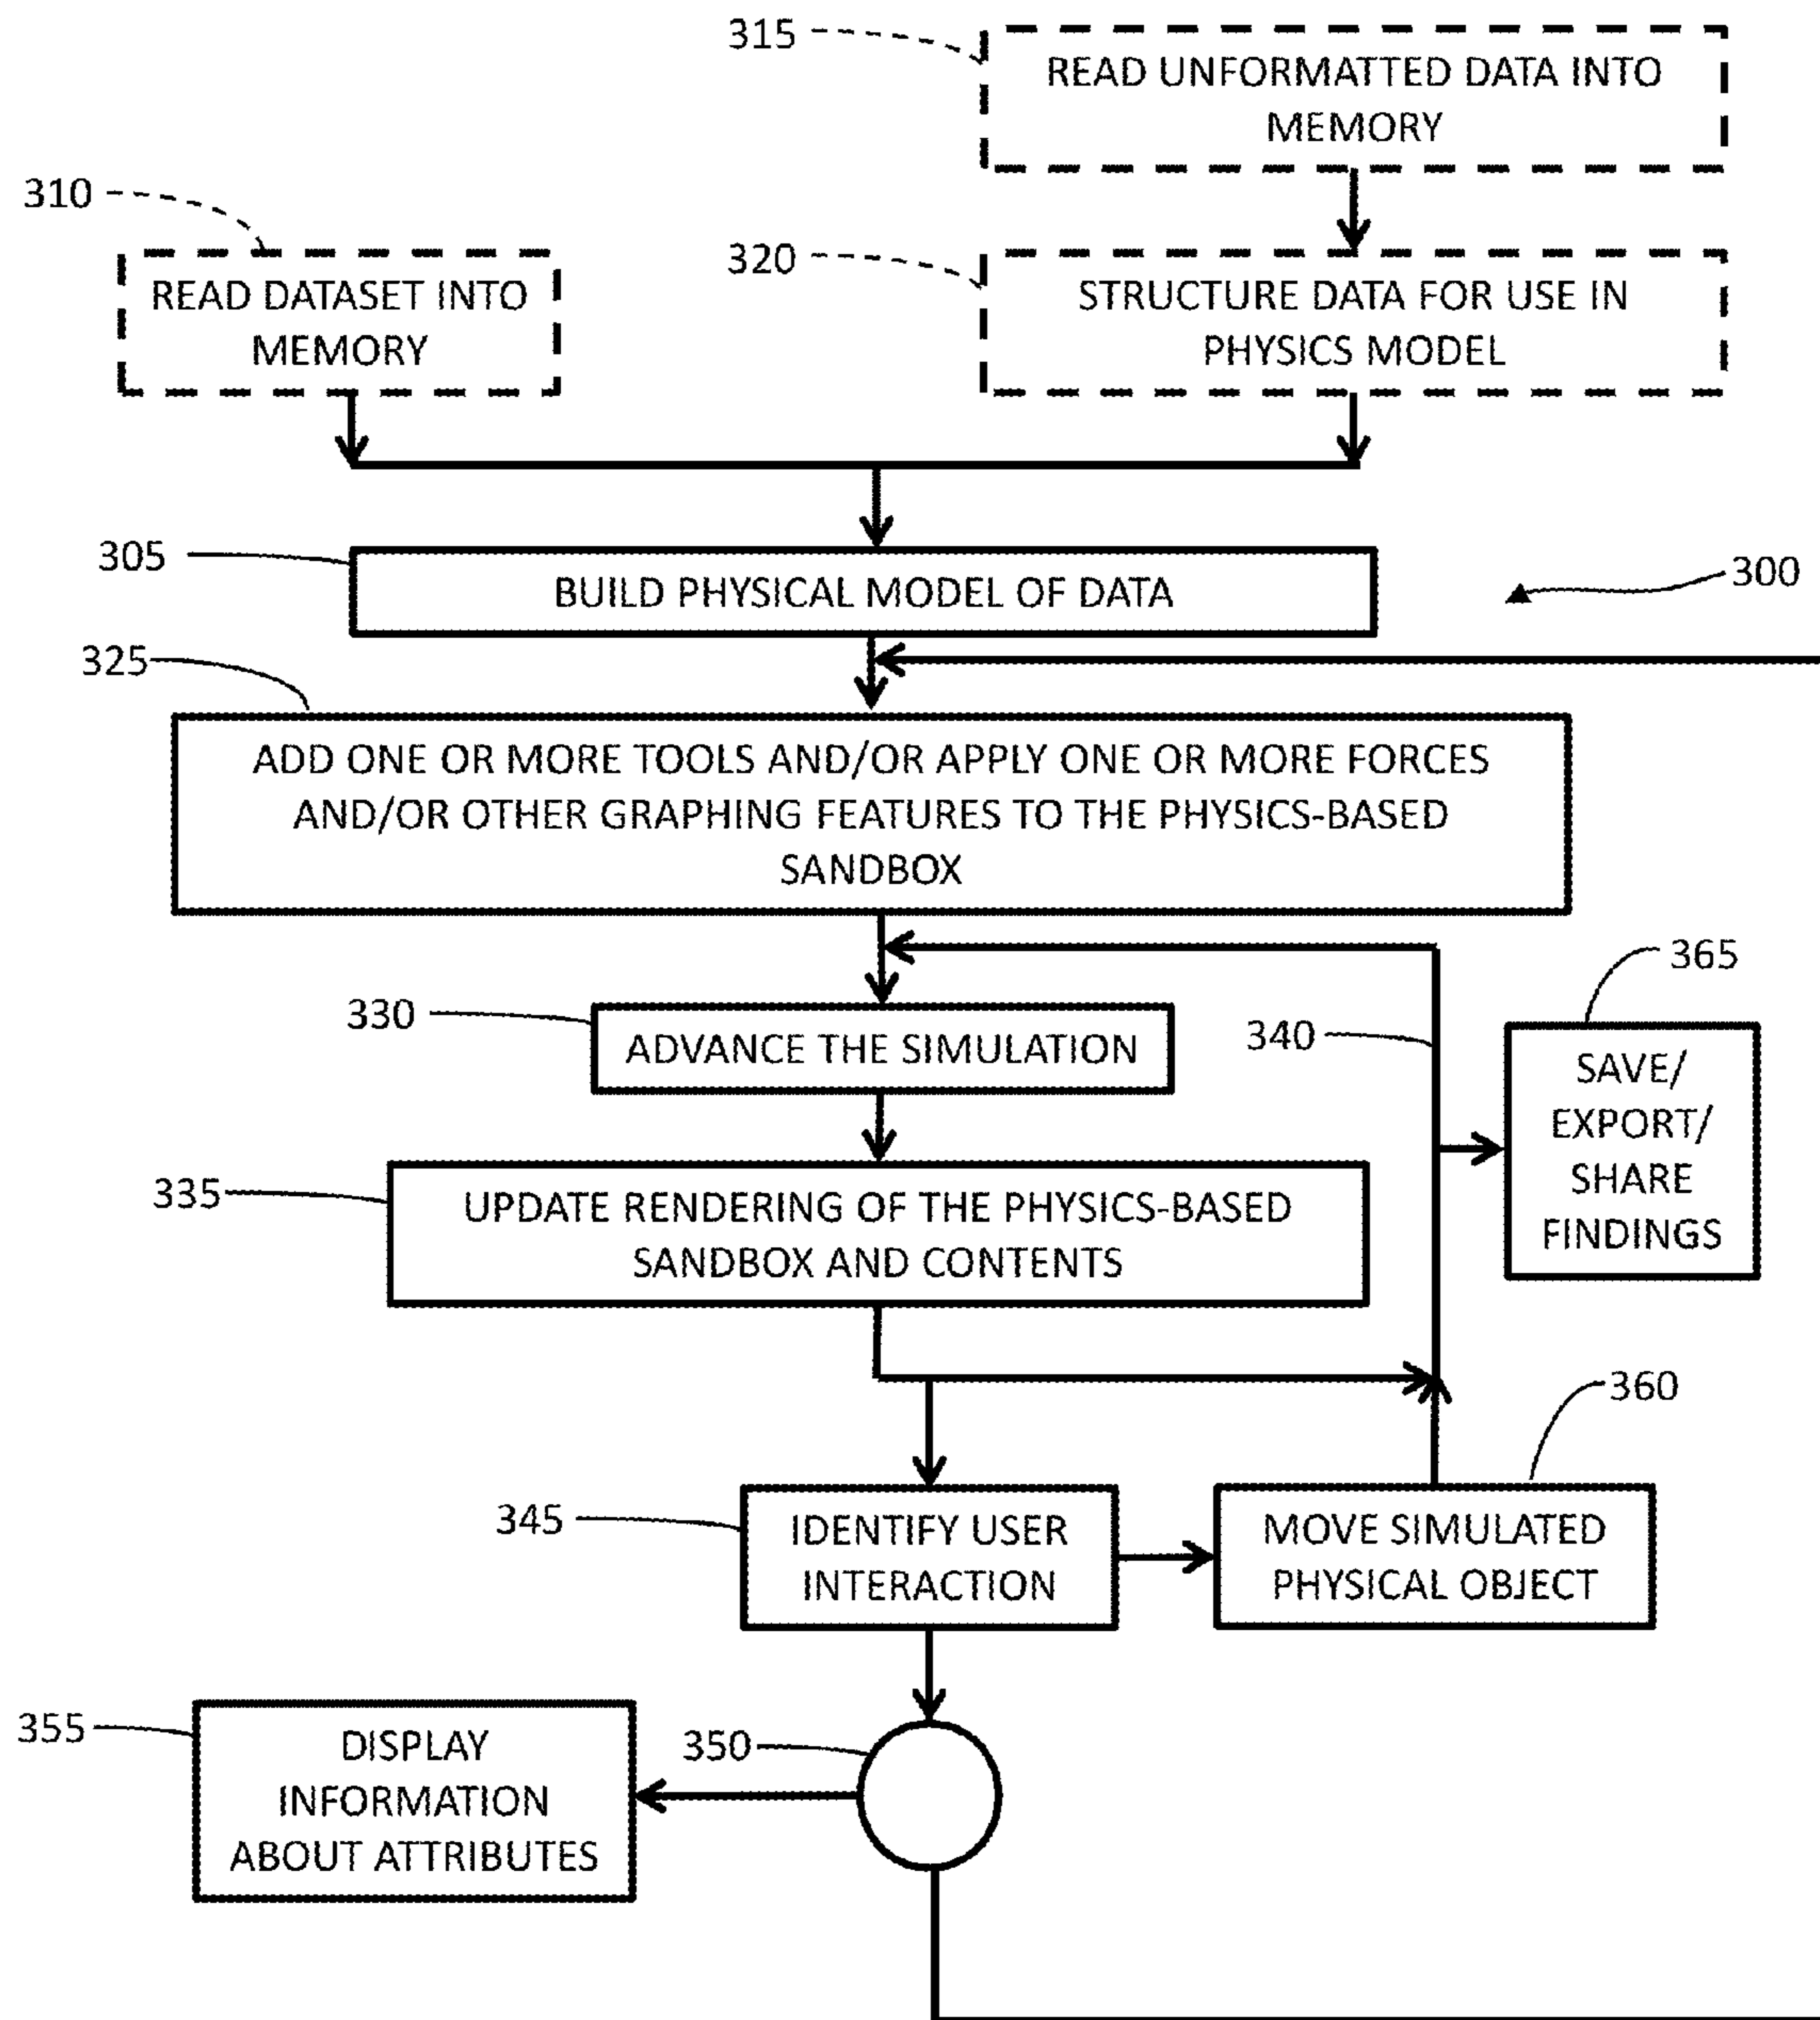 315
READ UNFORMATTED DATA INTO
MEMORY
310
READ DATASET INTO
MEMORY
320
STRUCTURE DATA FOR USE IN
PHYSICS MODEL
305
BUILD PHYSICAL MODEL OF DATA
300
325
ADD ONE OR MORE TOOLS AND/OR APPLY ONE OR MORE FORCES
AND/OR OTHER GRAPHING FEATURES TO THE PHYSICS-BASED
SANDBOX
330
ADVANCE THE SIMULATION
340
365
SAVE/
EXPORT/
SHARE
FINDINGS
335
UPDATE RENDERING OF THE PHYSICS-BASED
SANDBOX AND CONTENTS
360
345
IDENTIFY USER
INTERACTION
MOVE SIMULATED
PHYSICAL OBJECT
355
DISPLAY
INFORMATION
ABOUT ATTRIBUTES
350